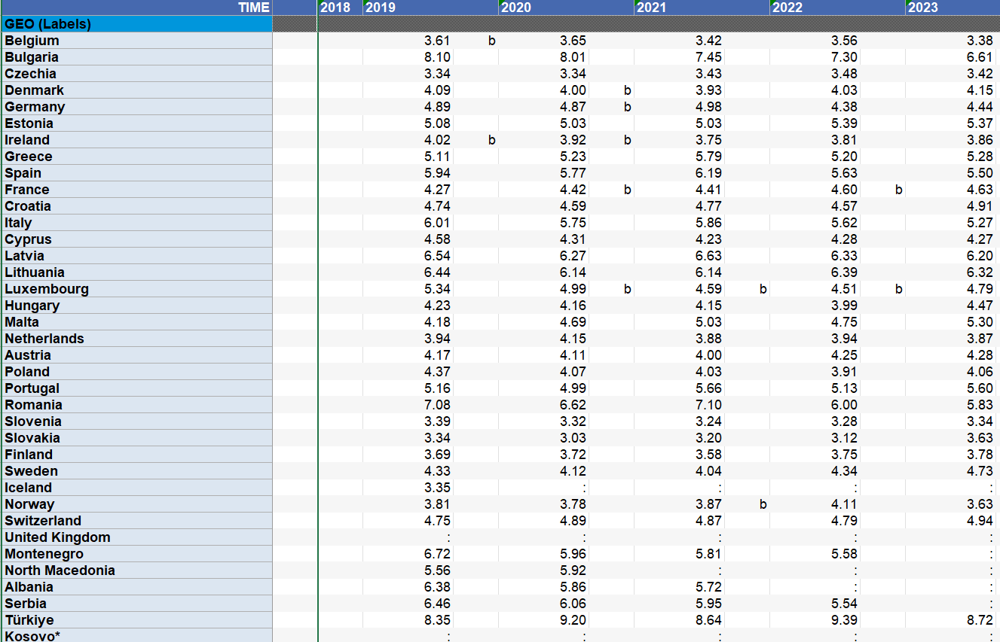 TIME 2018 2019 2020 2021 2022 2023
GEO (Labels)
Belgium 3.61 b 3.65 3.42 3.56 3.38
Bulgaria 8.10 8.01 7.45 7.30 6.61
Czechia 3.34 3.34 3.43 3.48 3.42
Denmark 4.09 4.00 b 3.93 4.03 4.15
Germany 4.89 4.87 b 4.98 4.38 4.44
Estonia 5.08 5.03 5.03 5.39 5.37
Ireland 4.02 b 3.92 b 3.75 3.81 3.86
Greece 5.11 5.23 5.79 5.20 5.28
Spain 5.94 5.77 6.19 5.63 5.50
France 4.27 4.42 b 4.41 4.60 b 4.63
Croatia 4.74 4.59 4.77 4.57 4.91
Italy 6.01 5.75 5.86 5.62 5.27
Cyprus 4.58 4.31 4.23 4.28 4.27
Latvia 6.54 6.27 6.63 6.33 6.20
Lithuania 6.44 6.14 6.14 6.39 6.32
Luxembourg 5.34 4.99 b 4.59 b 4.51 b 4.79
Hungary 4.23 4.16 4.15 3.99 4.47
Malta 4.18 4.69 5.03 4.75 5.30
Netherlands 3.94 4.15 3.88 3.94 3.87
Austria 4.17 4.11 4.00 4.25 4.28
Poland 4.37 4.07 4.03 3.91 4.06
Portugal 5.16 4.99 5.66 5.13 5.60
Romania 7.08 6.62 7.10 6.00 5.83
Slovenia 3.39 3.32 3.24 3.28 3.34
Slovakia 3.34 3.03 3.20 3.12 3.63
Finland 3.69 3.72 3.58 3.75 3.78
Sweden 4.33 4.12 4.04 4.34 4.73
Iceland 3.35 : : : :
Norway 3.81 3.78 3.87 b 4.11 3.63
Switzerland 4.75 4.89 4.87 4.79 4.94
United Kingdom : : : : :
Montenegro 6.72 5.96 5.81 5.58 :
North Macedonia 5.56 5.92 : : :
Albania 6.38 5.86 5.72 : :
Serbia 6.46 6.06 5.95 5.54 :
Türkiye 8.35 9.20 8.64 9.39 8.72
Kosovo* : : : : :